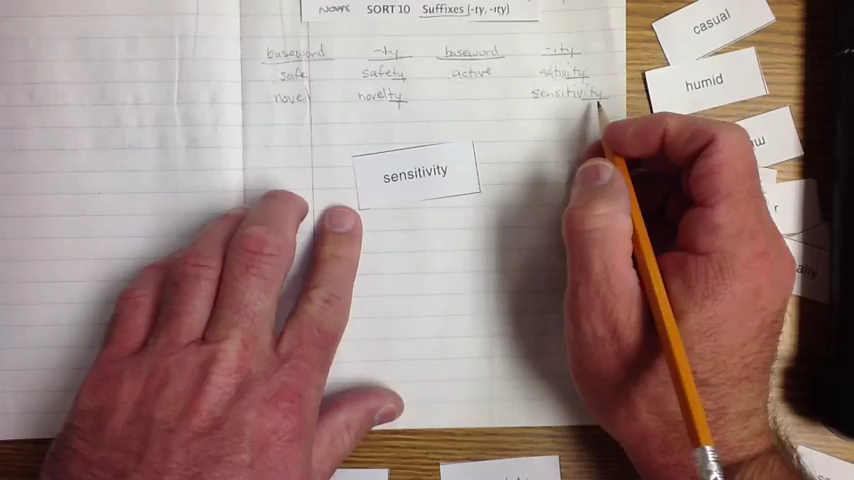 Nouns SORT 10 Suffixes (-ty, -ity)
baseword -ty baseword -ity
safe safety active activity
novel novelty sensitivity
sensitivity
casual
humid